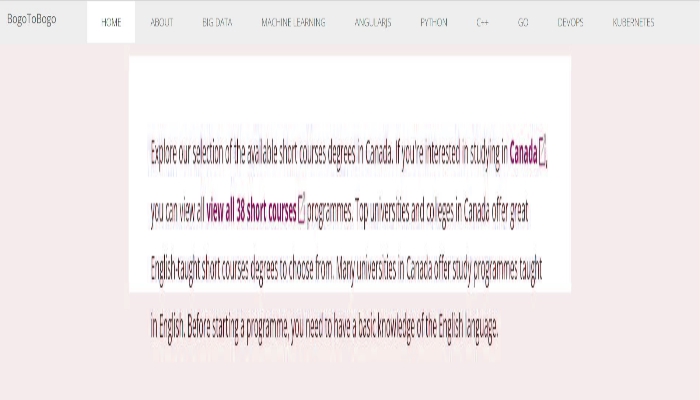 BogoToBogo HOME ABOUT BIG DATA MACHINE LEARNING ANGULARJS PYTHON C++ GO DEVOPS KUBERNETES
Explore our selection of the available short courses degrees in Canada. If you're interested in studying in Canada,
you can view all view all 38 short courses programmes. Top universities and colleges in Canada offer great
English-taught short courses degrees to choose from. Many universities in Canada offer study programmes taught
in English. Before starting a programme, you need to have a basic knowledge of the English language.